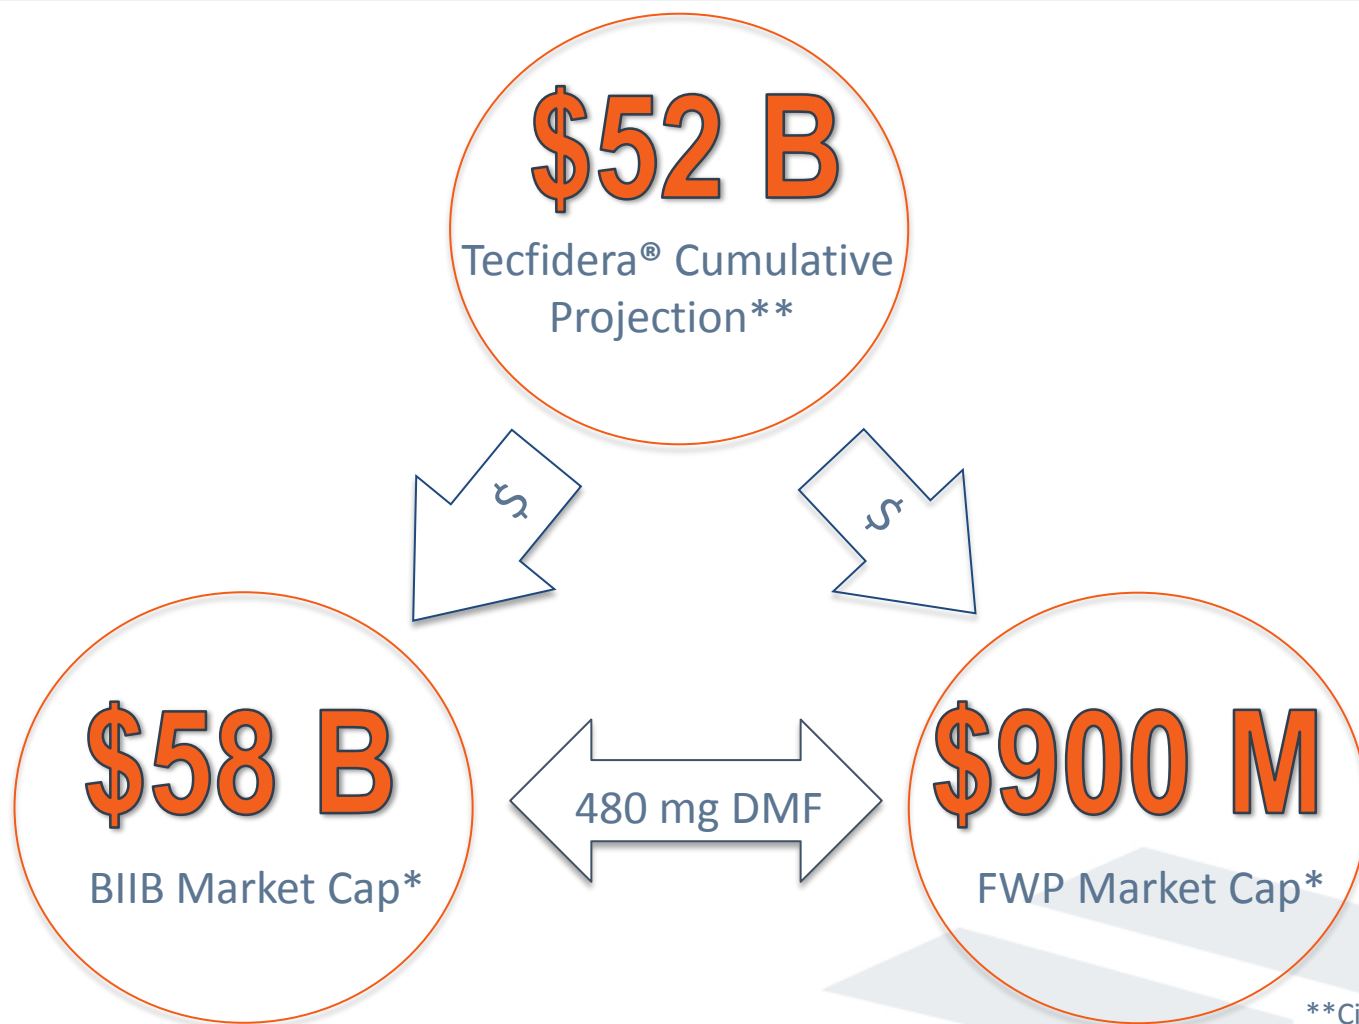 $52 B
Tecfidera® Cumulative
Projection**
$
$
$58 B
BIIB Market Cap*
480 mg DMF
$900 M
FWP Market Cap*